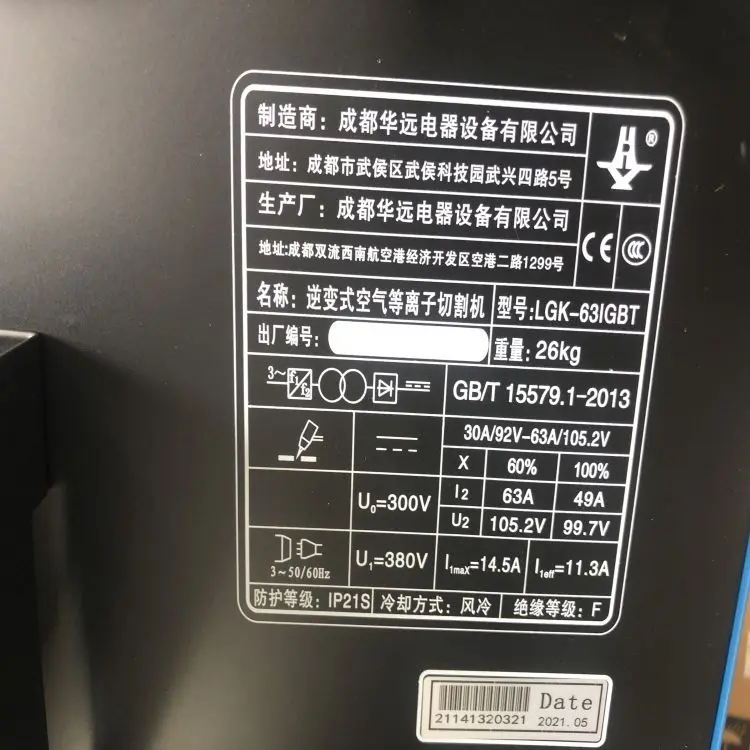 制造商：成都华远电器设备有限公司
®
地址：成都市武侯区武侯科技园武兴四路5号
生产厂：成都华远电器设备有限公司
CE CCC
地址:成都双流西南航空港经济开发区空港二路1299号
名称：逆变式空气等离子切割机 型号:LGK-63IGBT
出厂编号： 重量: 26kg
3~ f1 f2 GB/T 15579.1-2013
30A/92V-63A/105.2V
X 60% 100%
I2 63A 49A
U0=300V
U2 105.2V 99.7V
3~50/60Hz U1=380V I1max=14.5A I1eff=11.3A
防护等级：IP21S 冷却方式：风冷 绝缘等级：F
Date
21141320321 2021.05